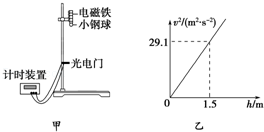 电磁铁
小钢球
光电门
计时装置
甲
v²/(m²·s⁻²)
29.1
0
1.5
h/m
乙